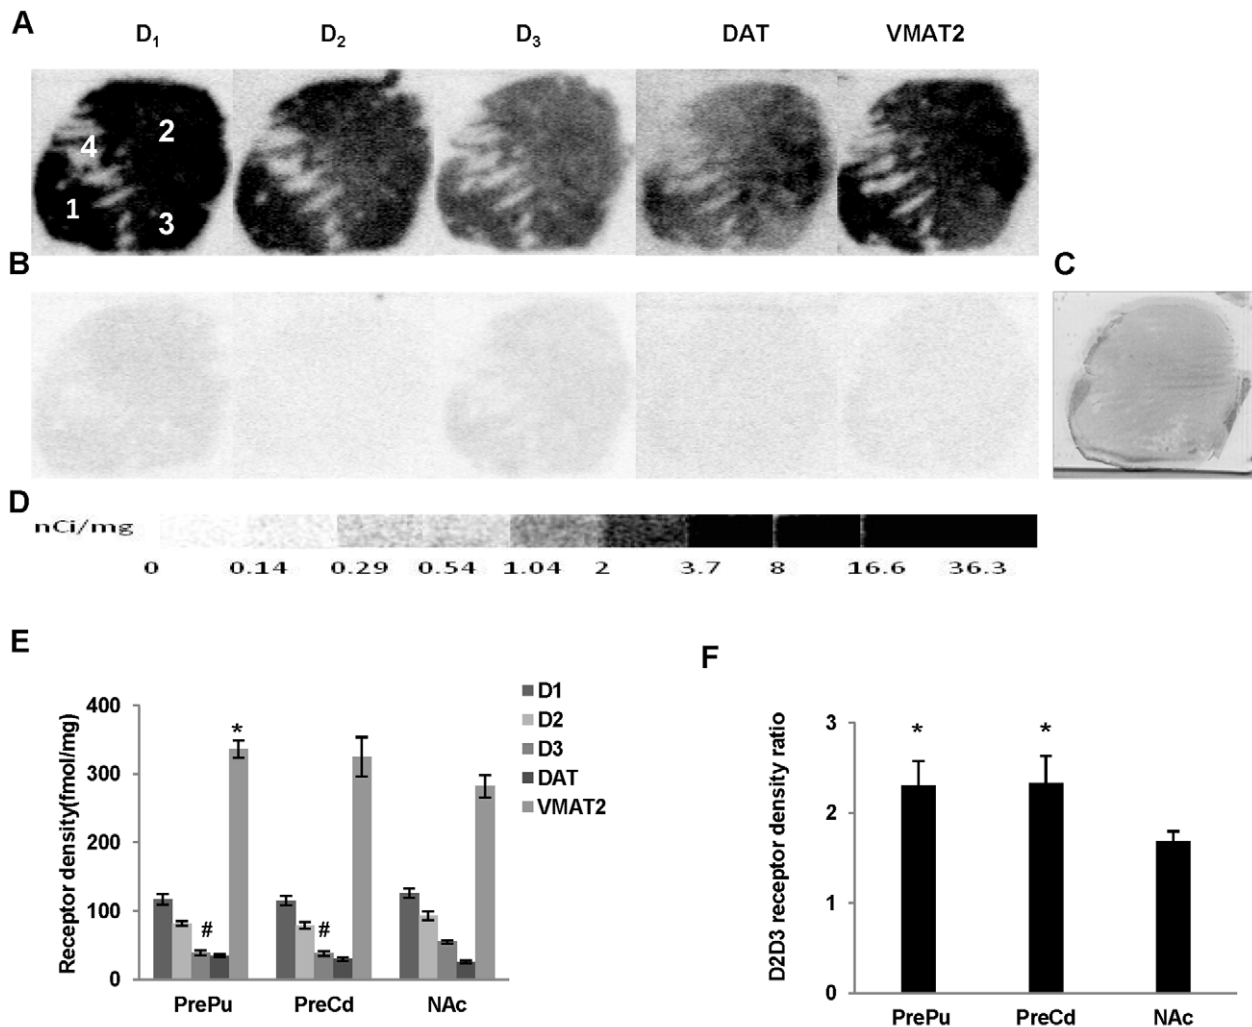 A
D1 D2 D3 DAT VMAT2
2
4
1
3
B
C
D
nCi/mg
0 0.14 0.29 0.54 1.04 2 3.7 8 16.6 36.3
E
Receptor density(fmol/mg)
400
300
200
100
0
*
#
#
PrePu PreCd NAc
D1
D2
D3
DAT
VMAT2
F
D2D3 receptor density ratio
3
2
1
0
* *
PrePu PreCd NAc